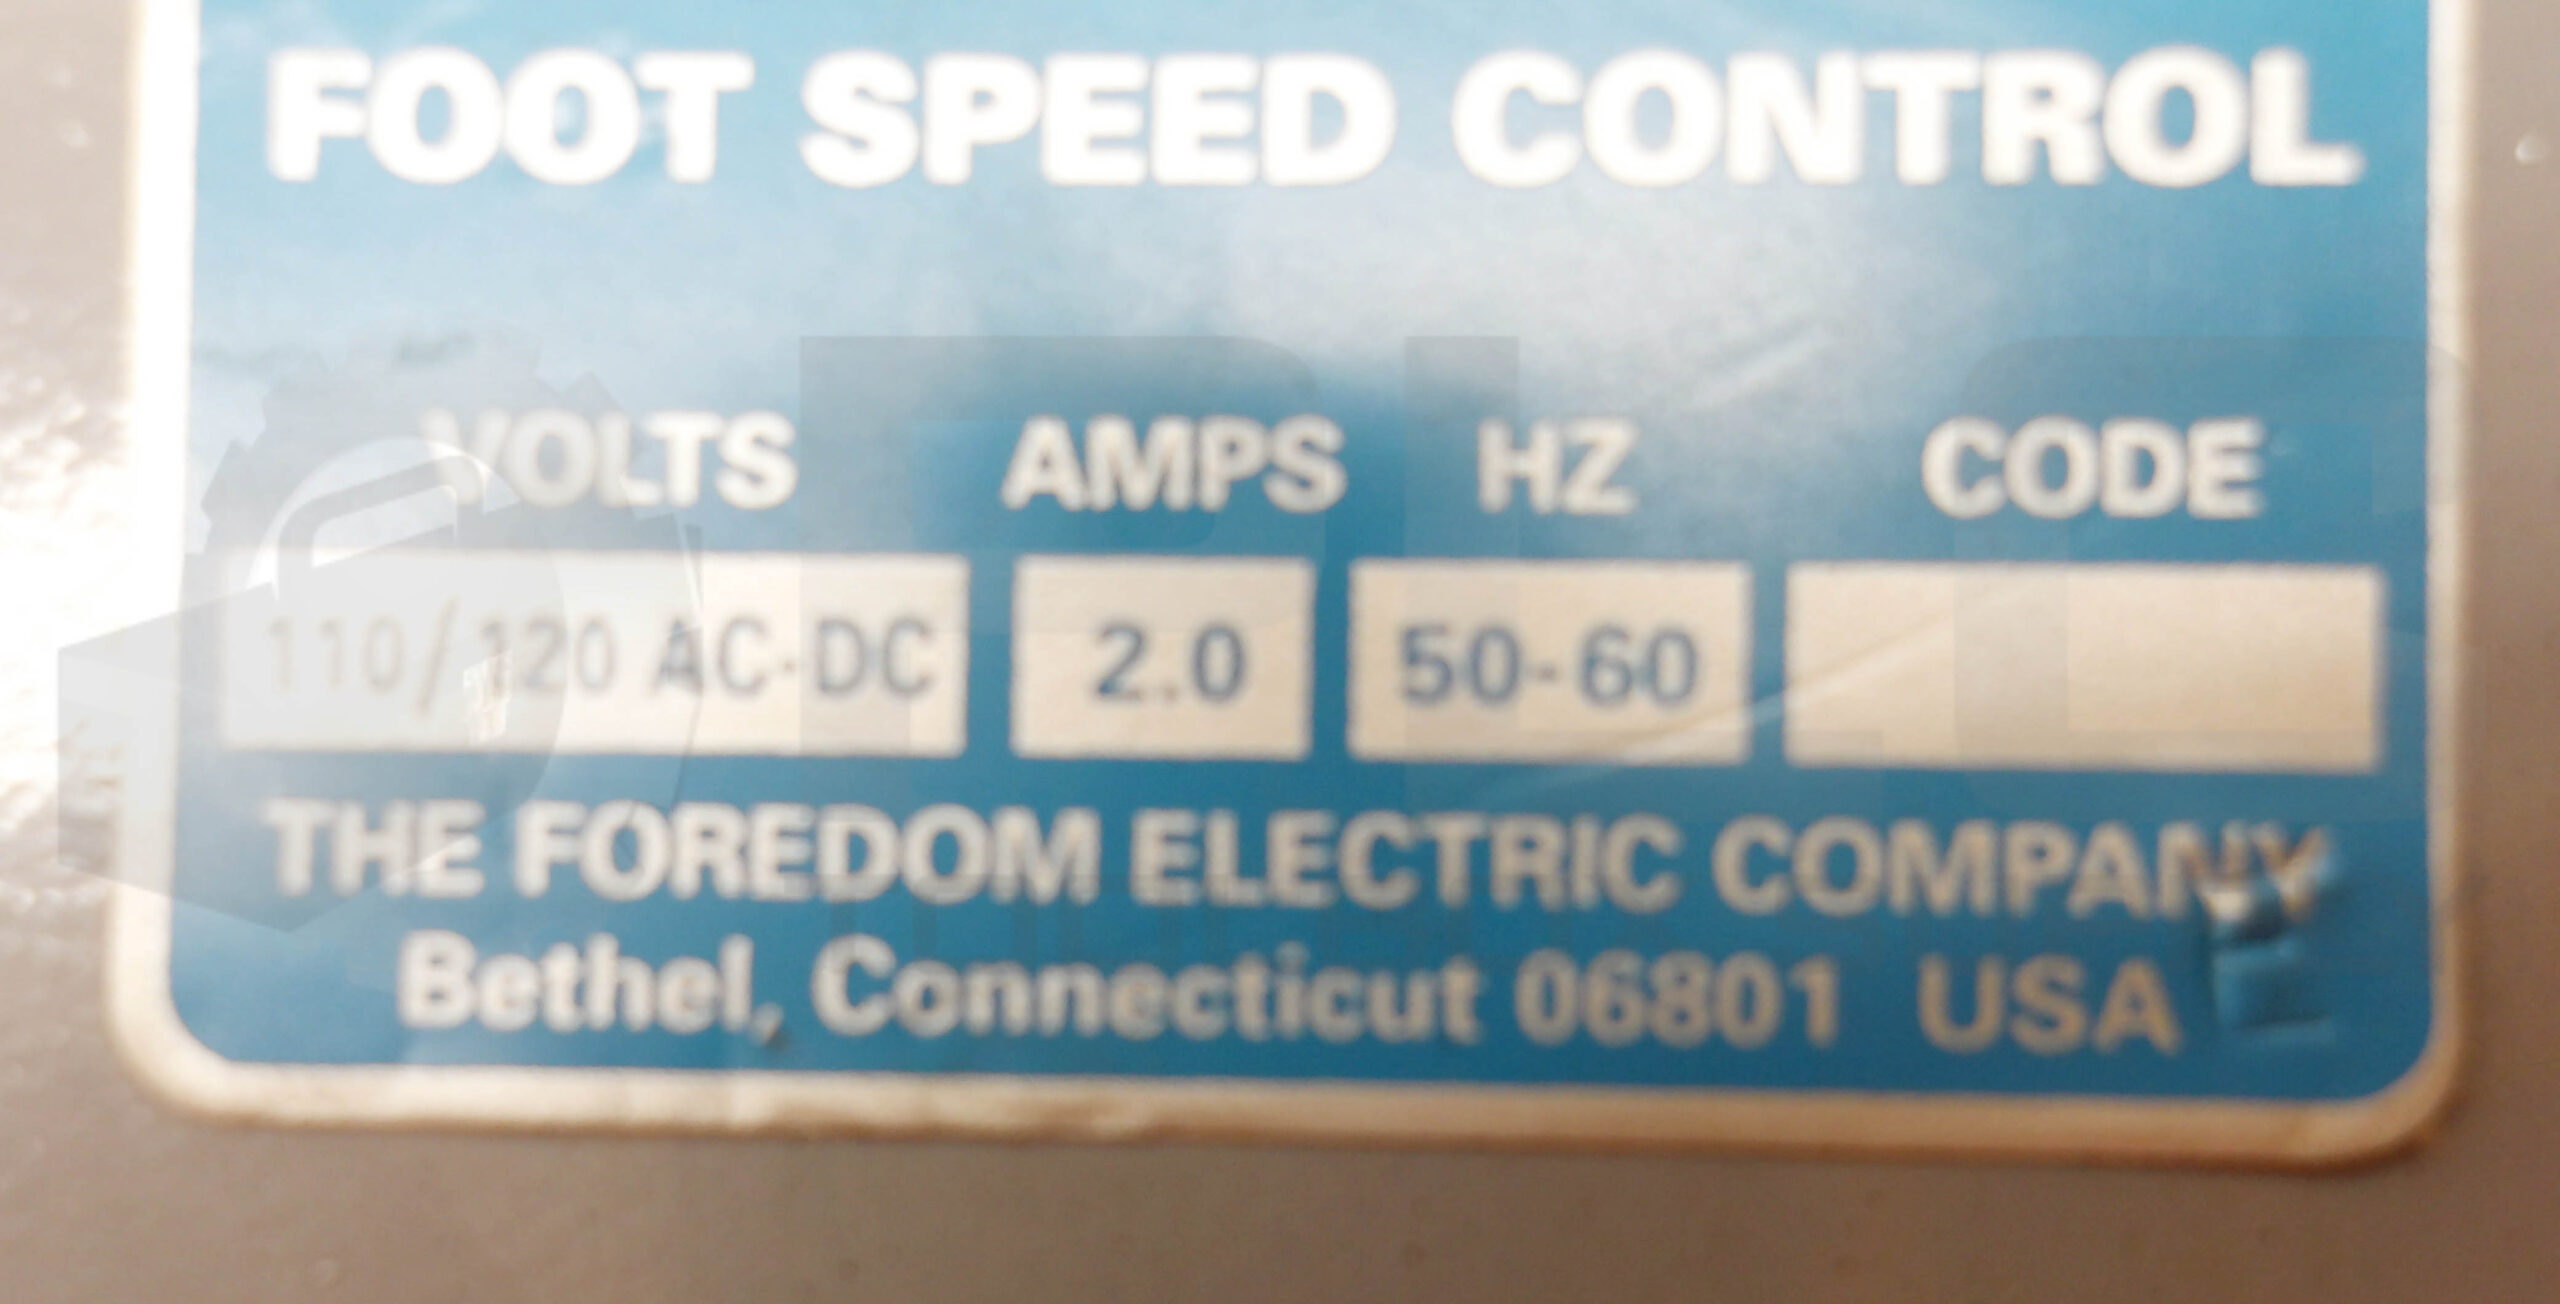 FOOT SPEED CONTROL
VOLTS AMPS HZ CODE
110/120 AC-DC 2.0 50-60
THE FOREDOM ELECTRIC COMPANY
Bethel, Connecticut 06801 USA